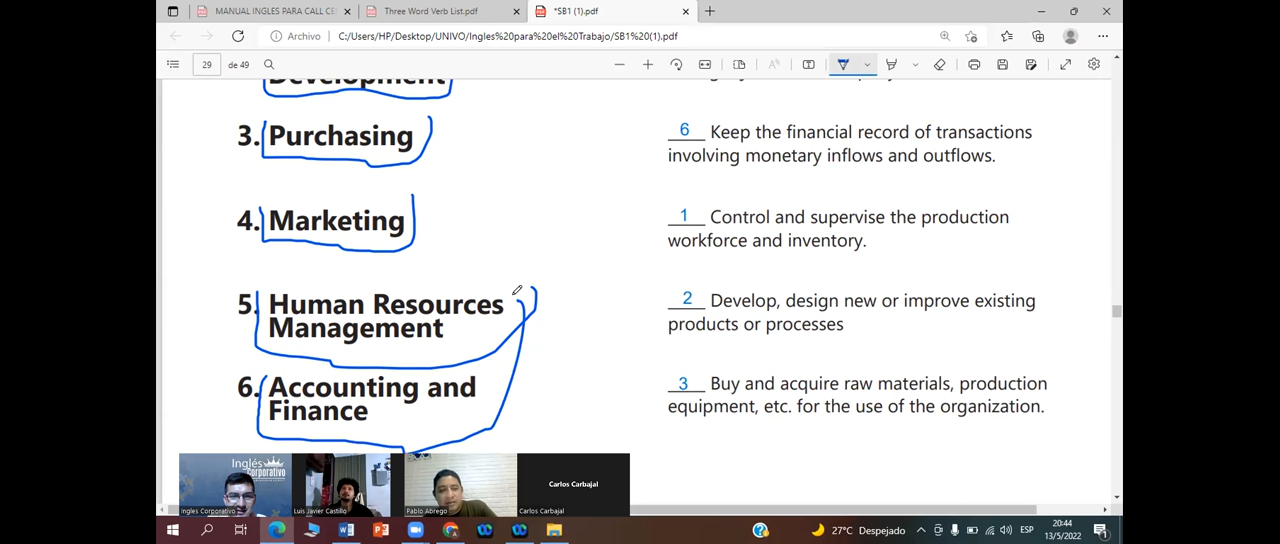 MANUAL INGLES PARA CALL CE
Three Word Verb List.pdf
*SB1 (1).pdf
Archivo
C:/Users/HP/Desktop/UNIVO/Ingles%20para%20el%20Trabajo/SB1%20(1).pdf
29 de 49
Development
3. Purchasing
4. Marketing
5. Human Resources
Management
6. Accounting and
Finance
6 Keep the financial record of transactions
involving monetary inflows and outflows.
1 Control and supervise the production
workforce and inventory.
2 Develop, design new or improve existing
products or processes
3 Buy and acquire raw materials, production
equipment, etc. for the use of the organization.
Inglés
Corporativo
Ingles Corporativo
Luis Javier Castillo
Pablo Abrego
Carlos Carbajal
Carlos Carbajal
27°C Despejado
ESP
20:44
13/5/2022